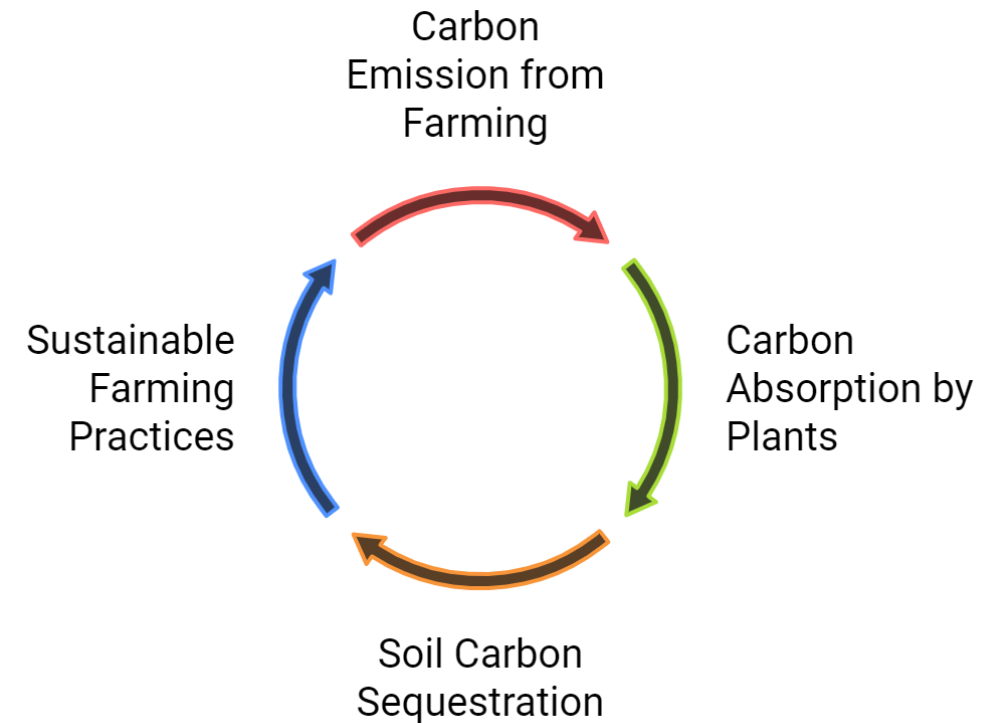 Carbon
Emission from
Farming
Sustainable
Farming
Practices
Carbon
Absorption by
Plants
Soil Carbon
Sequestration